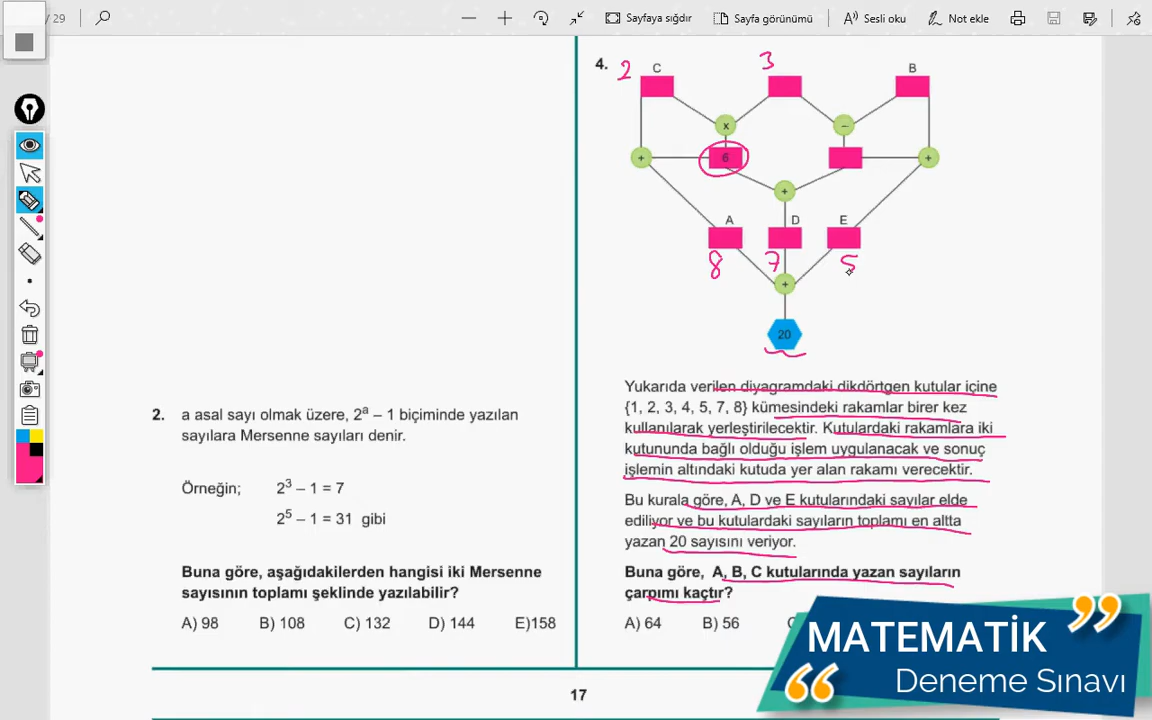 / 29
Sayfaya sığdır
Sayfa görünümü
Sesli oku
Not ekle
2.
a asal sayı olmak üzere, 2ᵃ – 1 biçiminde yazılan
sayılara Mersenne sayıları denir.
Örneğin;
2³ – 1 = 7
2⁵ – 1 = 31 gibi
Buna göre, aşağıdakilerden hangisi iki Mersenne
sayısının toplamı şeklinde yazılabilir?
A) 98 B) 108 C) 132 D) 144 E)158
4.
2 C 3 B
x –
+ 6 +
+
A D E
8 7 5
+
20
Yukarıda verilen diyagramdaki dikdörtgen kutular içine
{1, 2, 3, 4, 5, 7, 8} kümesindeki rakamlar birer kez
kullanılarak yerleştirilecektir. Kutulardaki rakamlara iki
kutununda bağlı olduğu işlem uygulanacak ve sonuç
işlemin altındaki kutuda yer alan rakamı verecektir.
Bu kurala göre, A, D ve E kutularındaki sayılar elde
ediliyor ve bu kutulardaki sayıların toplamı en altta
yazan 20 sayısını veriyor.
Buna göre, A, B, C kutularında yazan sayıların
çarpımı kaçtır?
A) 64 B) 56
MATEMATİK
Deneme Sınavı
17